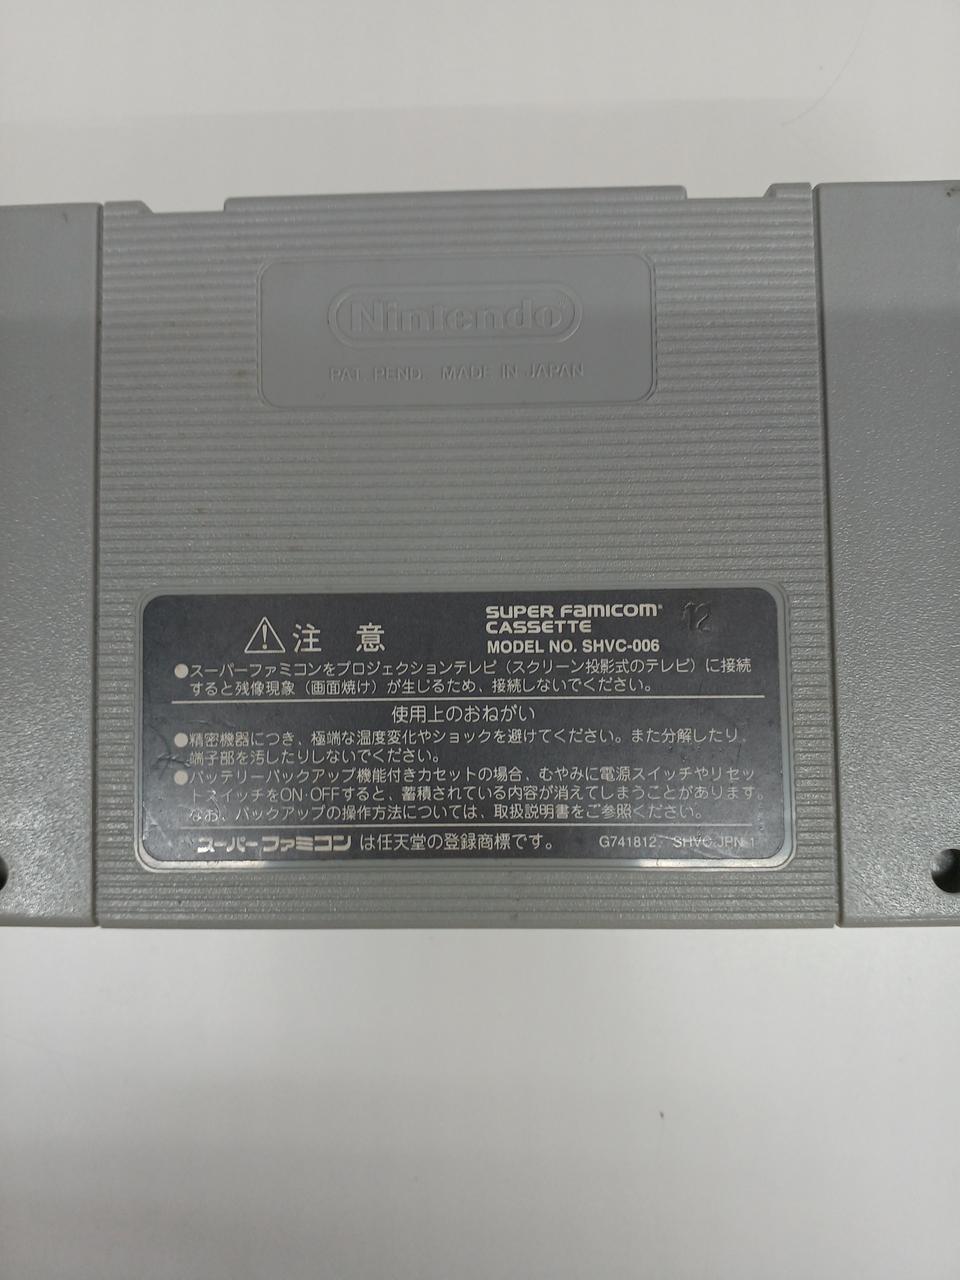 Nintendo®
PAT. PEND. MADE IN JAPAN
注 意
SUPER FAMICOM®
CASSETTE
12
MODEL NO. SHVC-006
●スーパーファミコンをプロジェクションテレビ（スクリーン投影式のテレビ）に接続
すると残像現象（画面焼け）が生じるため、接続しないでください。
使用上のおねがい
●精密機器につき、極端な温度変化やショックを避けてください。また分解したり、
端子部を汚したりしないでください。
●バッテリーバックアップ機能付きカセットの場合、むやみに電源スイッチやリセッ
トスイッチをON・OFFすると、蓄積されている内容が消えてしまうことがあります。
なお、バックアップの操作方法については、取扱説明書をご参照ください。
スーパーファミコン は任天堂の登録商標です。 G741812 SHVC-JPN-1